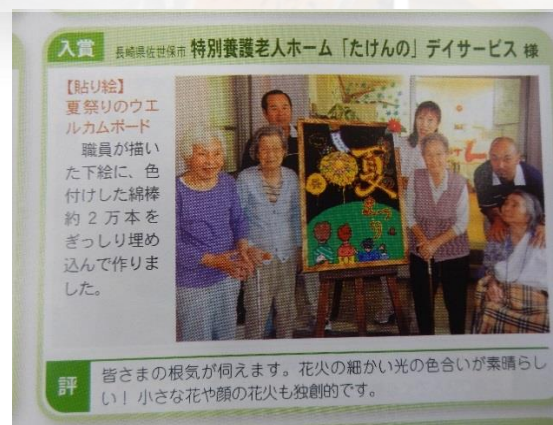 入賞 長崎県佐世保市 特別養護老人ホーム「たけんの」デイサービス 様
【貼り絵】
夏祭りのウエ
ルカムボード
職員が描い
た下絵に、色
付けした綿棒
約2万本を
ぎっしり埋め
込んで作りま
した。
夏
まつり
評 皆さまの根気が伺えます。花火の細かい光の色合いが素晴らし
い！小さな花や顔の花火も独創的です。